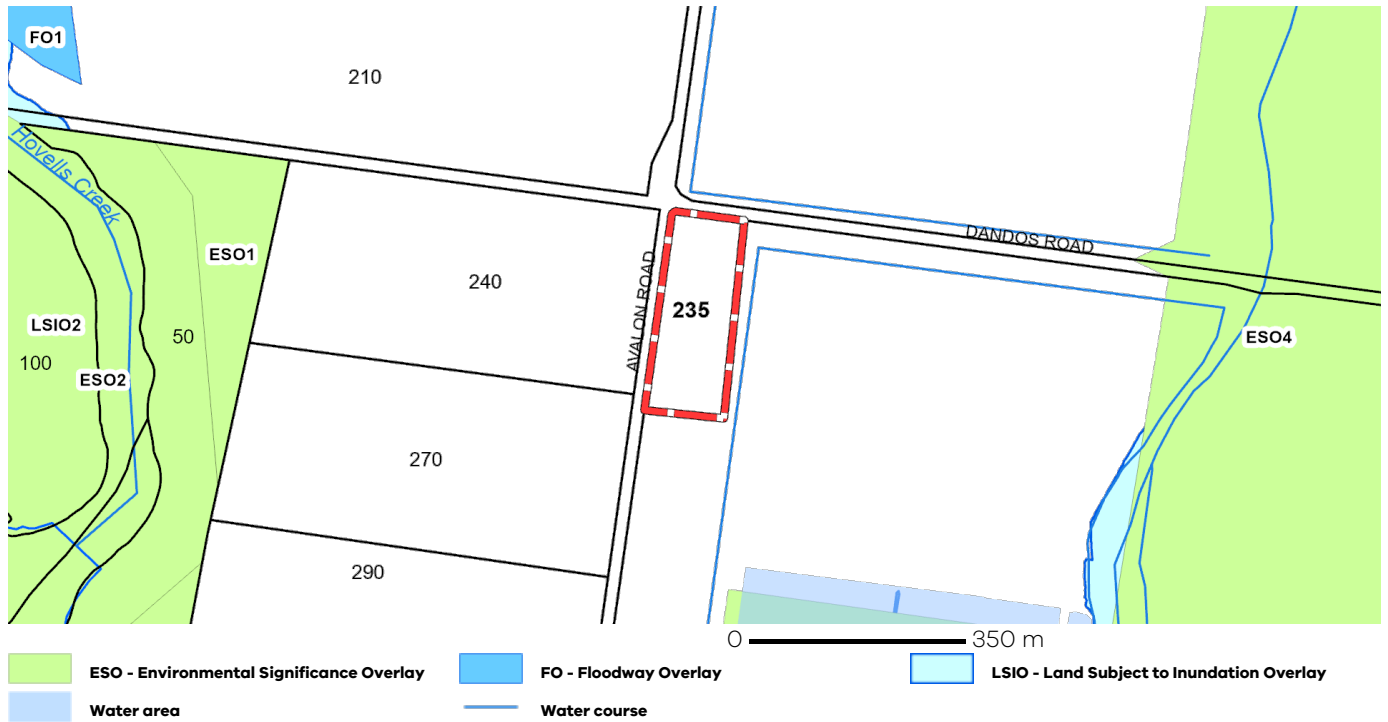 FO1
210
Hovells Creek
DANDOS ROAD
ESO1
240
AVALON ROAD
235
LSIO2
50
ESO4
100
ESO2
270
290
0 350 m
ESO - Environmental Significance Overlay
FO - Floodway Overlay
LSIO - Land Subject to Inundation Overlay
Water area
Water course